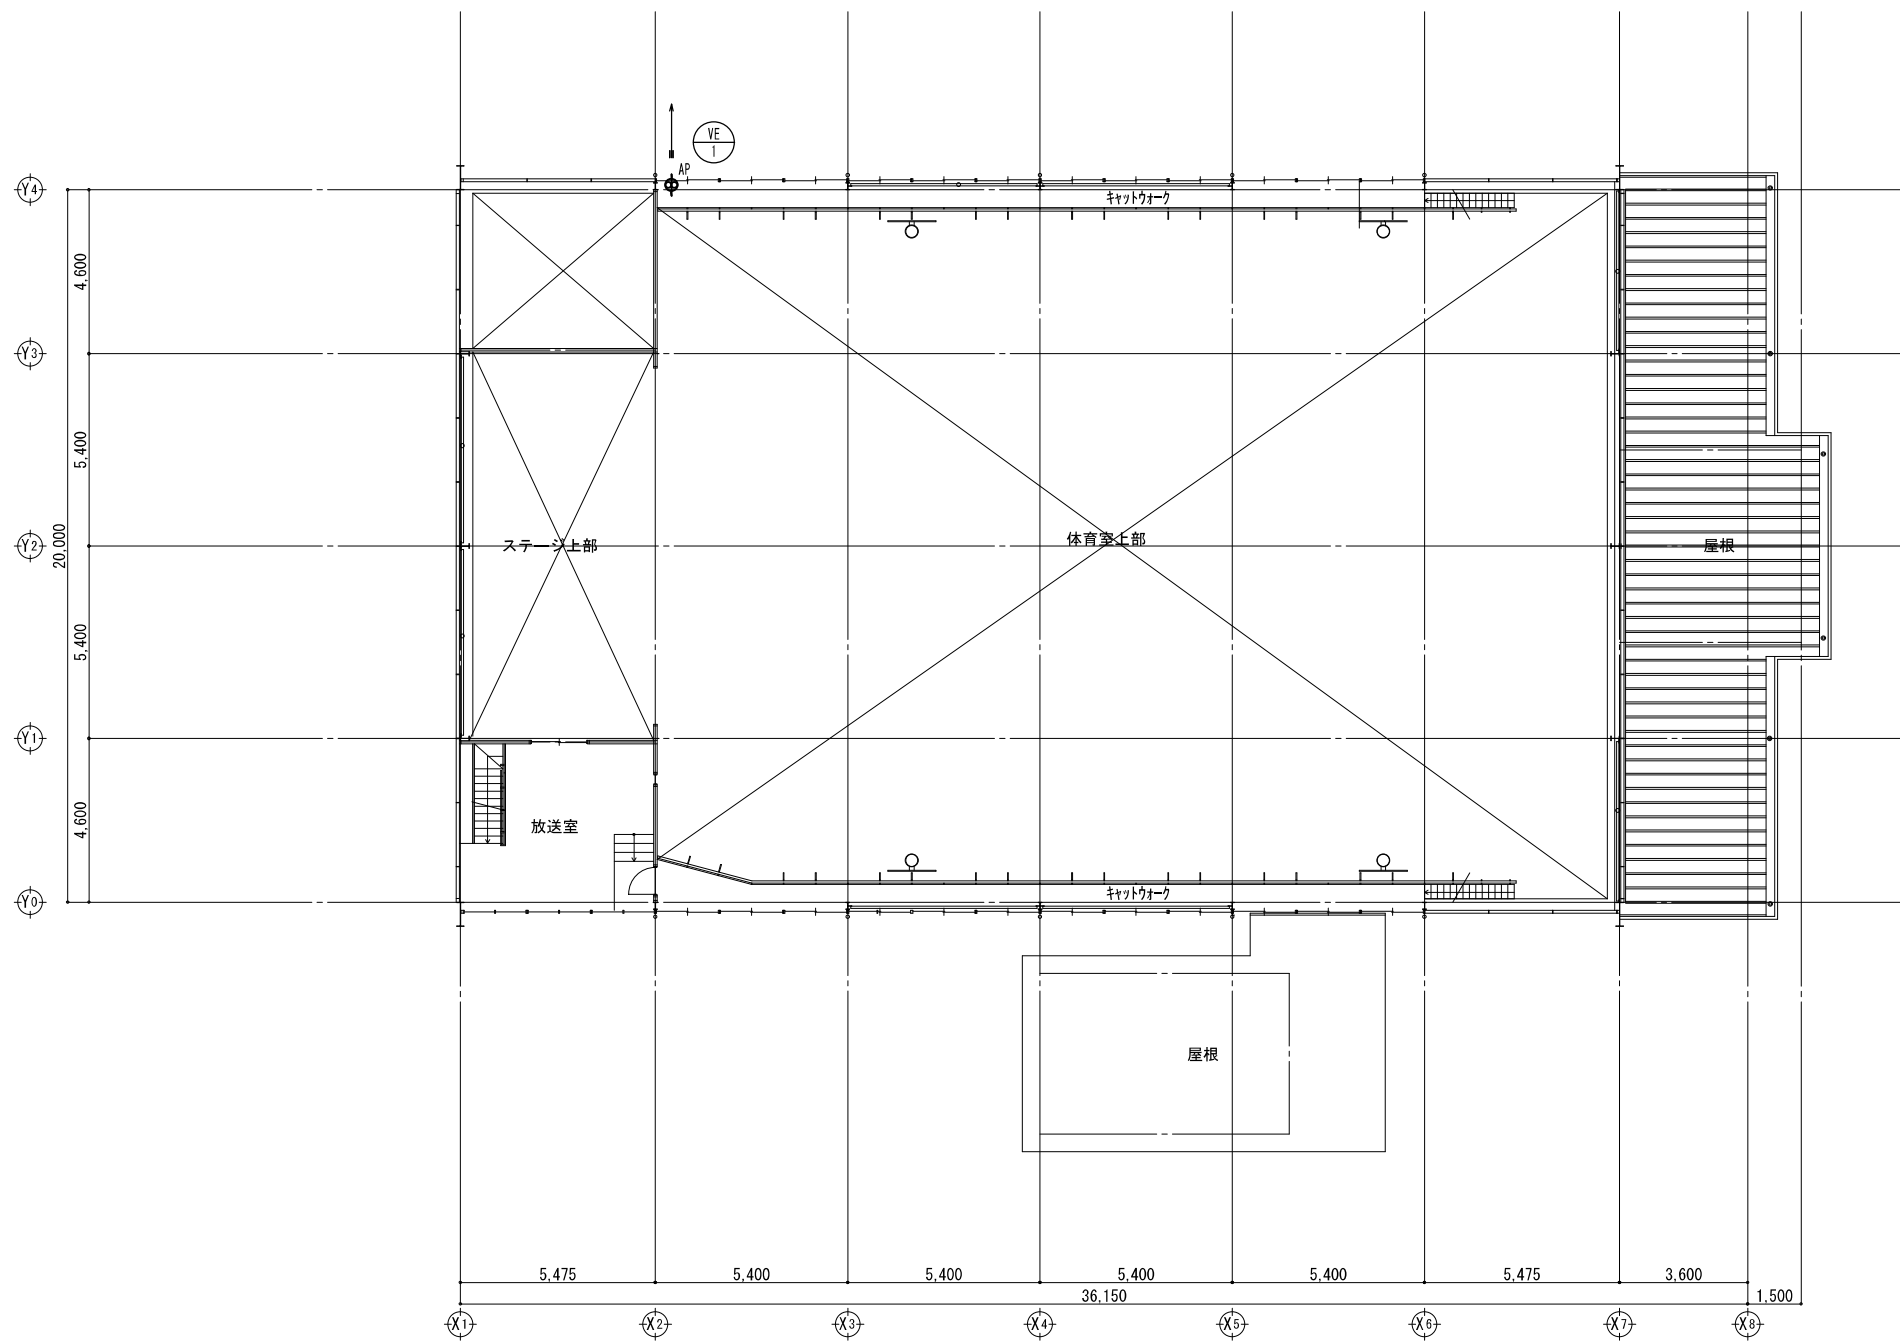 VE
1
AP
Y4
キャットウォーク
4,600
Y3
5,400
20,000
Y2
ステージ上部
体育室上部
屋根
5,400
Y1
4,600
放送室
キャットウォーク
Y0
屋根
5,475
5,400
5,400
5,400
5,400
5,475
3,600
36,150
1,500
X1
X2
X3
X4
X5
X6
X7
X8